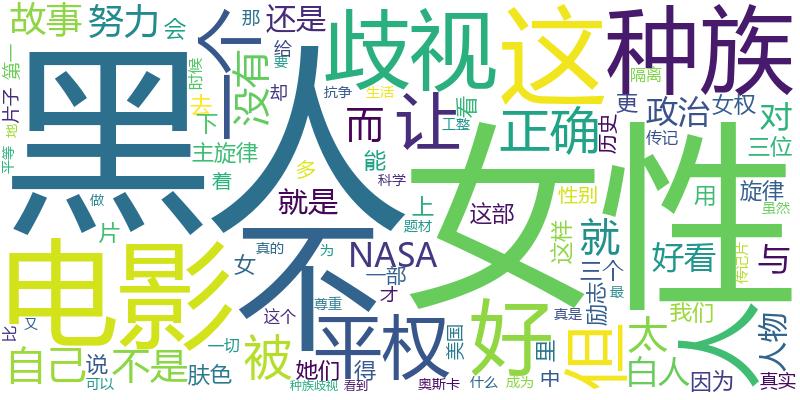 故事
努力
会
一个
那
还是
给
要
歧视
这
种族
时候
第一
片子
没有
去
下
黑人
不
女性
让
而
看
工整
抗争
生活
却
隔离
更
历史
政治
女权
传记
对
三位
正确
主旋律
着
多
能
科学
就是
上
题材
这部
这样
性别
用
旋律
虽然
平等
地
做
片
电影
女
真的
为
NASA
一部
才
尊重
就
三个
最
好看
与
传记片
比
又
这个
平权
美国
好
真是
励志
但
里
太
我们
人
人物
自己
说
不是
一切
可以
肤色
被
她们
得
种族歧视
看到
奥斯卡
什么
成为
中
白人
因为
真实